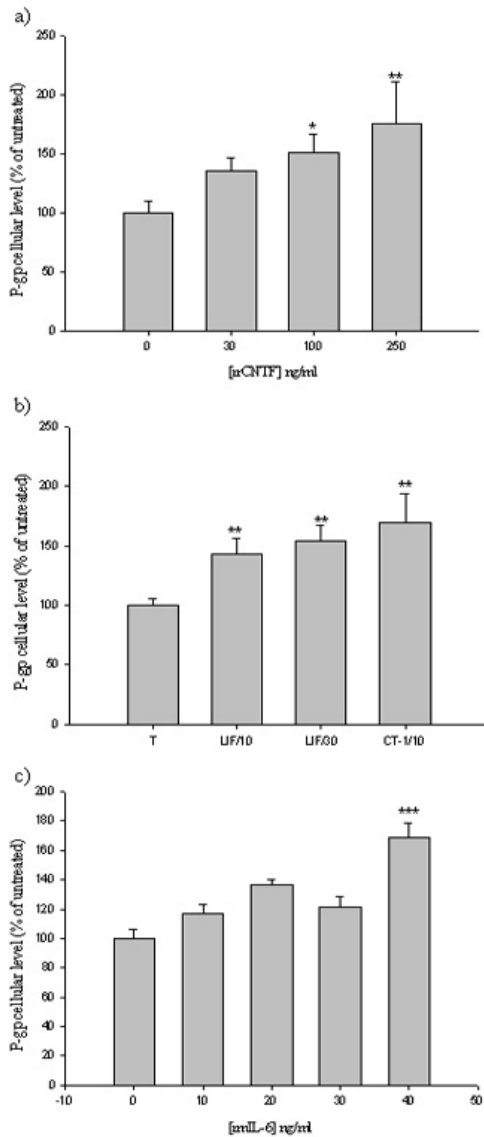 a)
250
200
150
100
50
0
P-gp cellular level (% of untreated)
*
**
0 30 100 250
[rrCNTF] ng/ml
b)
250
200
150
100
50
0
P-gp cellular level (% of untreated)
** ** **
T LIF/10 LIF/30 CT-1/10
c)
200
180
160
140
120
100
80
60
40
20
0
P-gp cellular level (% of untreated)
***
-10 0 10 20 30 40 50
[rmIL-6] ng/ml